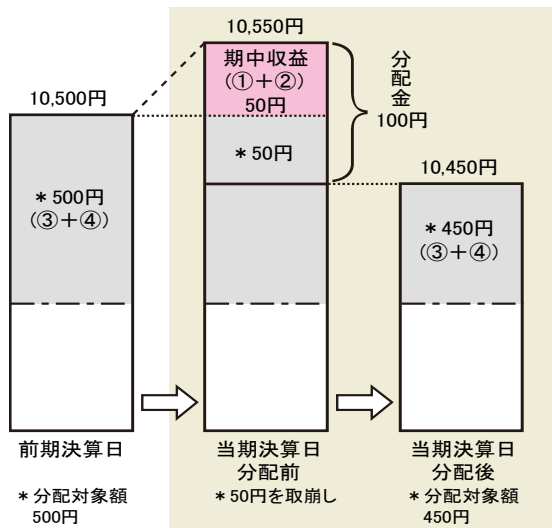 10,500円
＊500円
（③＋④）
前期決算日
＊分配対象額
500円
10,550円
期中収益
（①＋②）
50円
＊50円
分配金
100円
当期決算日
分配前
＊50円を取崩し
10,450円
＊450円
（③＋④）
当期決算日
分配後
＊分配対象額
450円